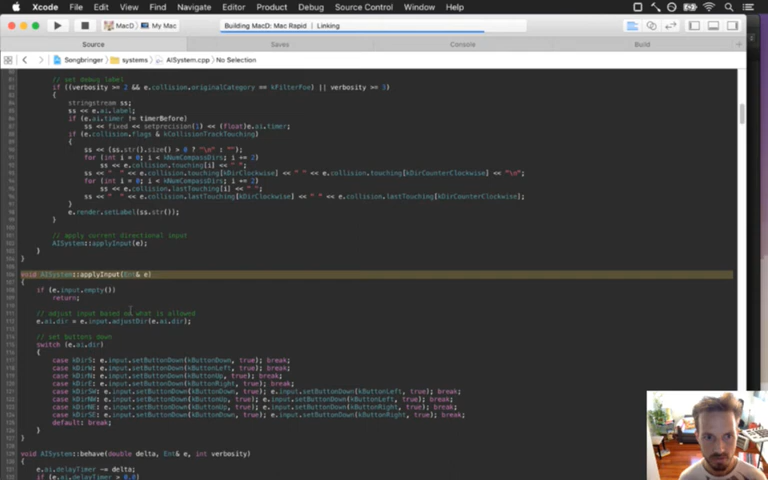 Xcode File Edit View Find Navigate Editor Product Debug Source Control Window Help
MacD My Mac Building MacD: Mac Rapid | Linking
Source Saves Console Build
Songbringer systems AISystem.cpp No Selection
// set debug label
if ((verbosity >= 2 && e.collision.originalCategory == kFilterFoe) || verbosity >= 3)
{
stringstream ss;
ss << e.ai.label;
if (e.ai.timer != timerBefore)
ss << fixed << setprecision(1) << (float)e.ai.timer;
if (e.collision.flags & kCollisionTrackTouching)
{
ss << (ss.str().size() > 0 ? "\n" : "");
for (int i = 0; i < kNumCompassDirs; i += 2)
ss << e.collision.touching[i] << " ";
ss << " " << e.collision.touching[kDirClockwise] << " " << e.collision.touching[kDirCounterClockwise] << "\n";
for (int i = 0; i < kNumCompassDirs; i += 2)
ss << e.collision.lastTouching[i] << " ";
ss << " " << e.collision.lastTouching[kDirClockwise] << " " << e.collision.lastTouching[kDirCounterClockwise];
}
e.render.setLabel(ss.str());
}
// apply current directional input
AISystem::applyInput(e);
}
}
void AISystem::applyInput(Ent& e)
{
if (e.input.empty())
return;
// adjust input based on what is allowed
e.ai.dir = e.input.adjustDir(e.ai.dir);
// set buttons down
switch (e.ai.dir)
{
case kDirS: e.input.setButtonDown(kButtonDown, true); break;
case kDirW: e.input.setButtonDown(kButtonLeft, true); break;
case kDirN: e.input.setButtonDown(kButtonUp, true); break;
case kDirE: e.input.setButtonDown(kButtonRight, true); break;
case kDirSW: e.input.setButtonDown(kButtonDown, true); e.input.setButtonDown(kButtonLeft, true); break;
case kDirNW: e.input.setButtonDown(kButtonUp, true); e.input.setButtonDown(kButtonLeft, true); break;
case kDirNE: e.input.setButtonDown(kButtonUp, true); e.input.setButtonDown(kButtonRight, true); break;
case kDirSE: e.input.setButtonDown(kButtonDown, true); e.input.setButtonDown(kButtonRight, true); break;
default: break;
}
}
void AISystem::behave(double delta, Ent& e, int verbosity)
{
e.ai.delayTimer -= delta;
if (e.ai.delayTimer > 0.0)